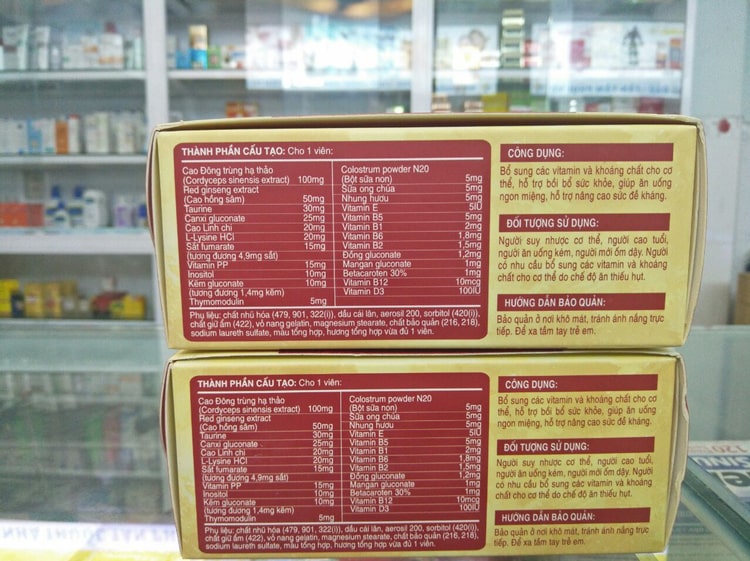 THÀNH PHẦN CẤU TẠO: Cho 1 viên:
Cao Đông trùng hạ thảo
(Cordyceps sinensis extract) 100mg
Red ginseng extract
(Cao hồng sâm) 50mg
Taurine 30mg
Canxi gluconate 25mg
Cao Linh chi 20mg
L-Lysine HCl 20mg
Sắt fumarate 15mg
(tương đương 4,9mg sắt)
Vitamin PP 15mg
Inositol 10mg
Kẽm gluconate 10mg
(tương đương 1,4mg kẽm)
Thymomodulin 5mg
Colostrum powder N20
(Bột sữa non) 5mg
Sữa ong chúa 5mg
Nhung hươu 5mg
Vitamin E 5IU
Vitamin B5 5mg
Vitamin B1 2mg
Vitamin B6 1,8mg
Vitamin B2 1,5mg
Đồng gluconate 1,2mg
Mangan gluconate 1mg
Betacaroten 30% 1mg
Vitamin B12 10mcg
Vitamin D3 100IU
Phụ liệu: chất nhũ hóa (479, 901, 322(i)), dầu cải lân, aerosil 200, sorbitol (420(i)),
chất giữ ẩm (422), vỏ nang gelatin, magnesium stearate, chất bảo quản (216, 218),
sodium laureth sulfate, màu tổng hợp, hương tổng hợp vừa đủ 1 viên.
CÔNG DỤNG:
Bổ sung các vitamin và khoáng chất cho cơ
thể, hỗ trợ bồi bổ sức khỏe, giúp ăn uống
ngon miệng, hỗ trợ nâng cao sức đề kháng.
ĐỐI TƯỢNG SỬ DỤNG:
Người suy nhược cơ thể, người cao tuổi,
người ăn uống kém, người mới ốm dậy. Người
có nhu cầu bổ sung các vitamin và khoáng
chất cho cơ thể do chế độ ăn thiếu hụt.
HƯỚNG DẪN BẢO QUẢN:
Bảo quản ở nơi khô mát, tránh ánh nắng trực
tiếp. Để xa tầm tay trẻ em.
THÀNH PHẦN CẤU TẠO: Cho 1 viên:
Cao Đông trùng hạ thảo
(Cordyceps sinensis extract) 100mg
Red ginseng extract
(Cao hồng sâm) 50mg
Taurine 30mg
Canxi gluconate 25mg
Cao Linh chi 20mg
L-Lysine HCl 20mg
Sắt fumarate 15mg
(tương đương 4,9mg sắt)
Vitamin PP 15mg
Inositol 10mg
Kẽm gluconate 10mg
(tương đương 1,4mg kẽm)
Thymomodulin 5mg
Colostrum powder N20
(Bột sữa non) 5mg
Sữa ong chúa 5mg
Nhung hươu 5mg
Vitamin E 5IU
Vitamin B5 5mg
Vitamin B1 2mg
Vitamin B6 1,8mg
Vitamin B2 1,5mg
Đồng gluconate 1,2mg
Mangan gluconate 1mg
Betacaroten 30% 1mg
Vitamin B12 10mcg
Vitamin D3 100IU
Phụ liệu: chất nhũ hóa (479, 901, 322(i)), dầu cải lân, aerosil 200, sorbitol (420(i)),
chất giữ ẩm (422), vỏ nang gelatin, magnesium stearate, chất bảo quản (216, 218),
sodium laureth sulfate, màu tổng hợp, hương tổng hợp vừa đủ 1 viên.
CÔNG DỤNG:
Bổ sung các vitamin và khoáng chất cho cơ
thể, hỗ trợ bồi bổ sức khỏe, giúp ăn uống
ngon miệng, hỗ trợ nâng cao sức đề kháng.
ĐỐI TƯỢNG SỬ DỤNG:
Người suy nhược cơ thể, người cao tuổi,
người ăn uống kém, người mới ốm dậy. Người
có nhu cầu bổ sung các vitamin và khoáng
chất cho cơ thể do chế độ ăn thiếu hụt.
HƯỚNG DẪN BẢO QUẢN:
Bảo quản ở nơi khô mát, tránh ánh nắng trực
tiếp. Để xa tầm tay trẻ em.